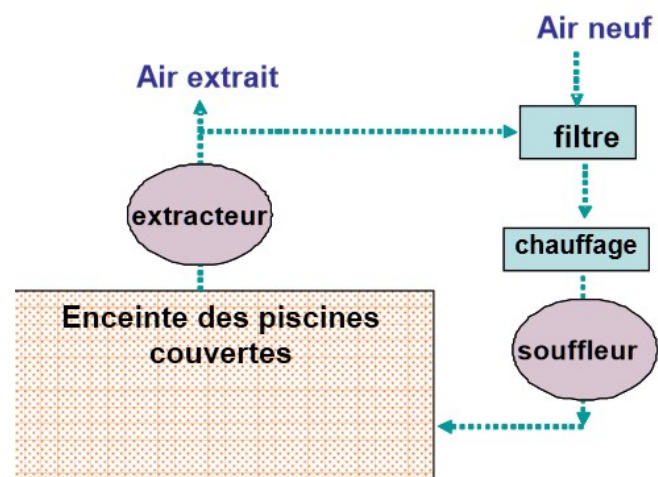 Air neuf
Air extrait
filtre
extracteur
chauffage
Enceinte des piscines
couvertes
souffleur